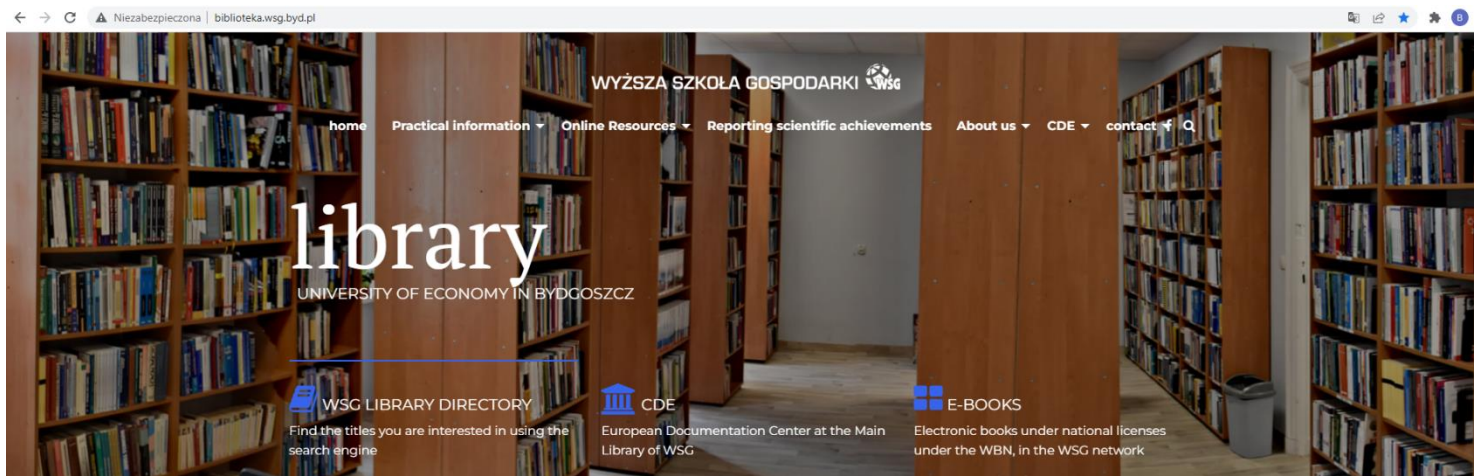 Niezabezpieczona | biblioteka.wsg.byd.pl
B
WYŻSZA SZKOŁA GOSPODARKI WSG
home Practical information Online Resources Reporting scientific achievements About us CDE contact f
library
UNIVERSITY OF ECONOMY IN BYDGOSZCZ
WSG LIBRARY DIRECTORY
Find the titles you are interested in using the
search engine
CDE
European Documentation Center at the Main
Library of WSG
E-BOOKS
Electronic books under national licenses
under the WBN, in the WSG network